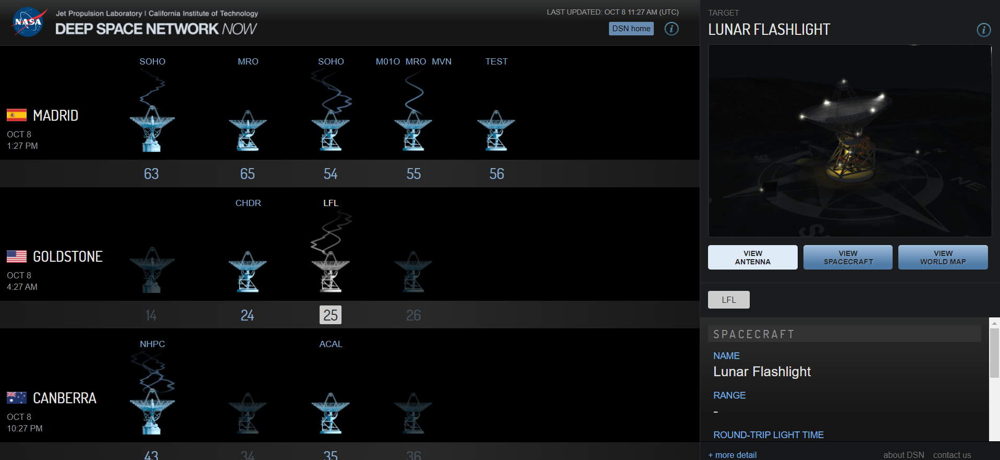 NASA
Jet Propulsion Laboratory | California Institute of Technology
DEEP SPACE NETWORK NOW
LAST UPDATED: OCT 8 11:27 AM (UTC)
DSN home
i
SOHO MRO SOHO M01O MRO MVN TEST
MADRID
OCT 8
1:27 PM
63 65 54 55 56
CHDR LFL
GOLDSTONE
OCT 8
4:27 AM
14 24 25 26
NHPC ACAL
CANBERRA
OCT 8
10:27 PM
43 34 35 36
TARGET
LUNAR FLASHLIGHT
i
SW
N
NE
S
VIEW
ANTENNA
VIEW
SPACECRAFT
VIEW
WORLD MAP
LFL
SPACECRAFT
NAME
Lunar Flashlight
RANGE
-
ROUND-TRIP LIGHT TIME
+ more detail
about DSN contact us